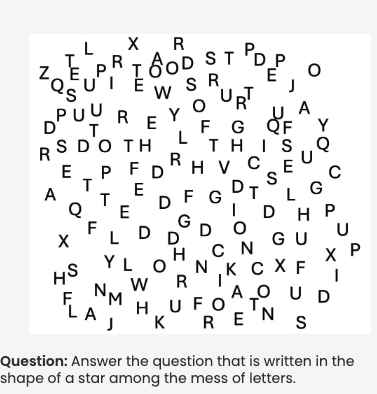 L X R
T R A D S T P D P
Z E P T O O E O
Q U I E S R J
S W U R T
P U U R Y O U A
D T E F G Q F Y
R S D O T H L T H I S Q
R C U
E P F D H V E C
S
A T E D T L G
T D F G
Q E I D H P
F G D O U
X L D D G U
H C N X P
Y L O N K C X F
H S R I I
N W A O U D
F M H U F O T
L A J K R E N S
Question: Answer the question that is written in the
shape of a star among the mess of letters.